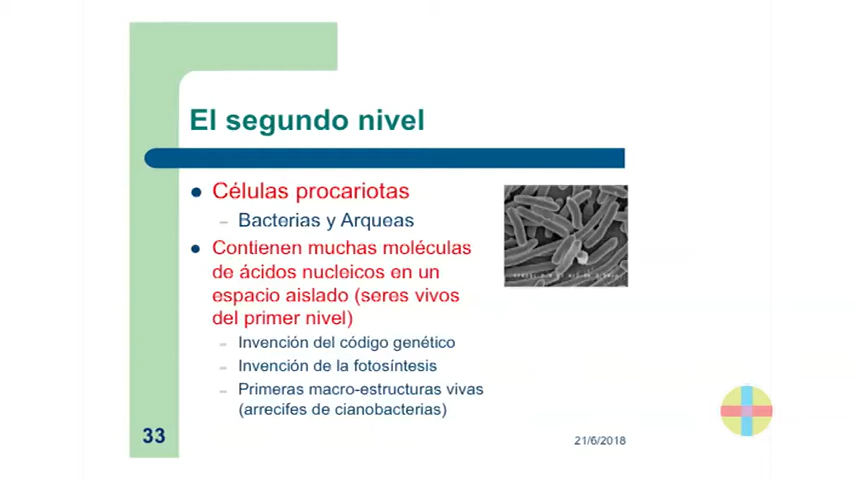 El segundo nivel
Células procariotas
– Bacterias y Arqueas
Contienen muchas moléculas
de ácidos nucleicos en un
espacio aislado (seres vivos
del primer nivel)
– Invención del código genético
– Invención de la fotosíntesis
– Primeras macro-estructuras vivas
(arrecifes de cianobacterias)
33
21/6/2018